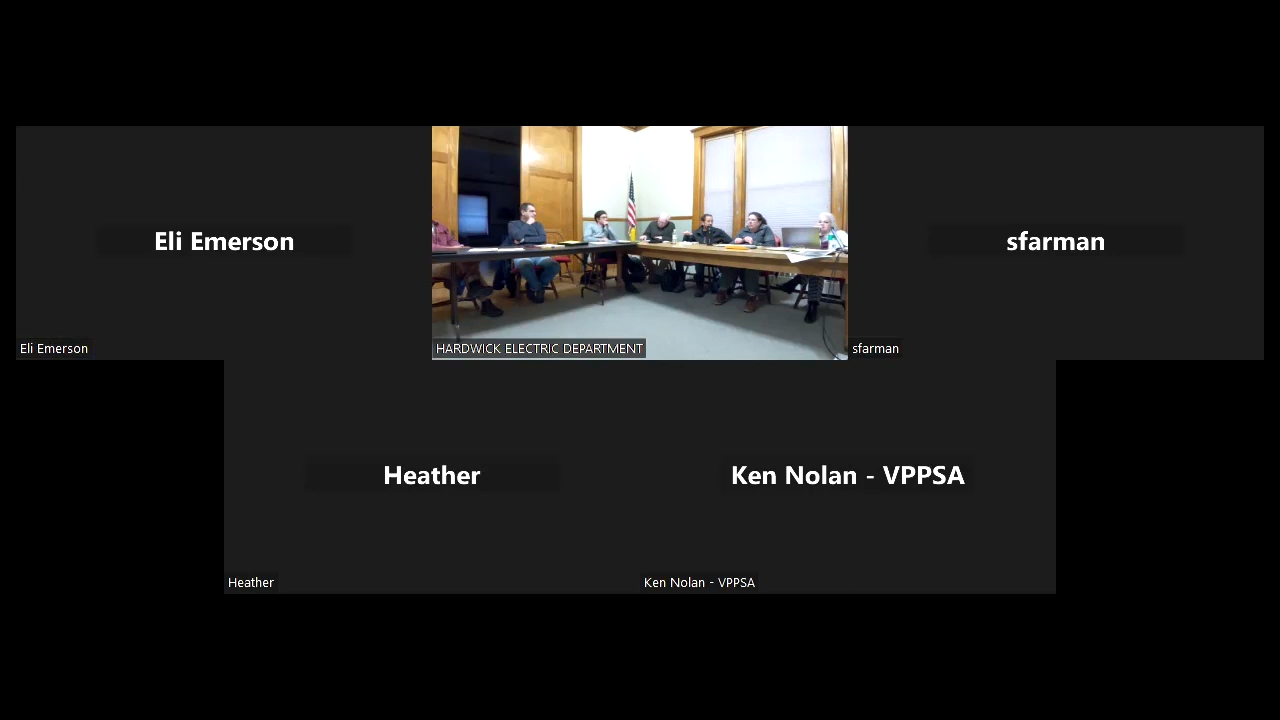 Eli Emerson
Eli Emerson
HARDWICK ELECTRIC DEPARTMENT
sfarman
sfarman
Heather
Heather
Ken Nolan - VPPSA
Ken Nolan - VPPSA